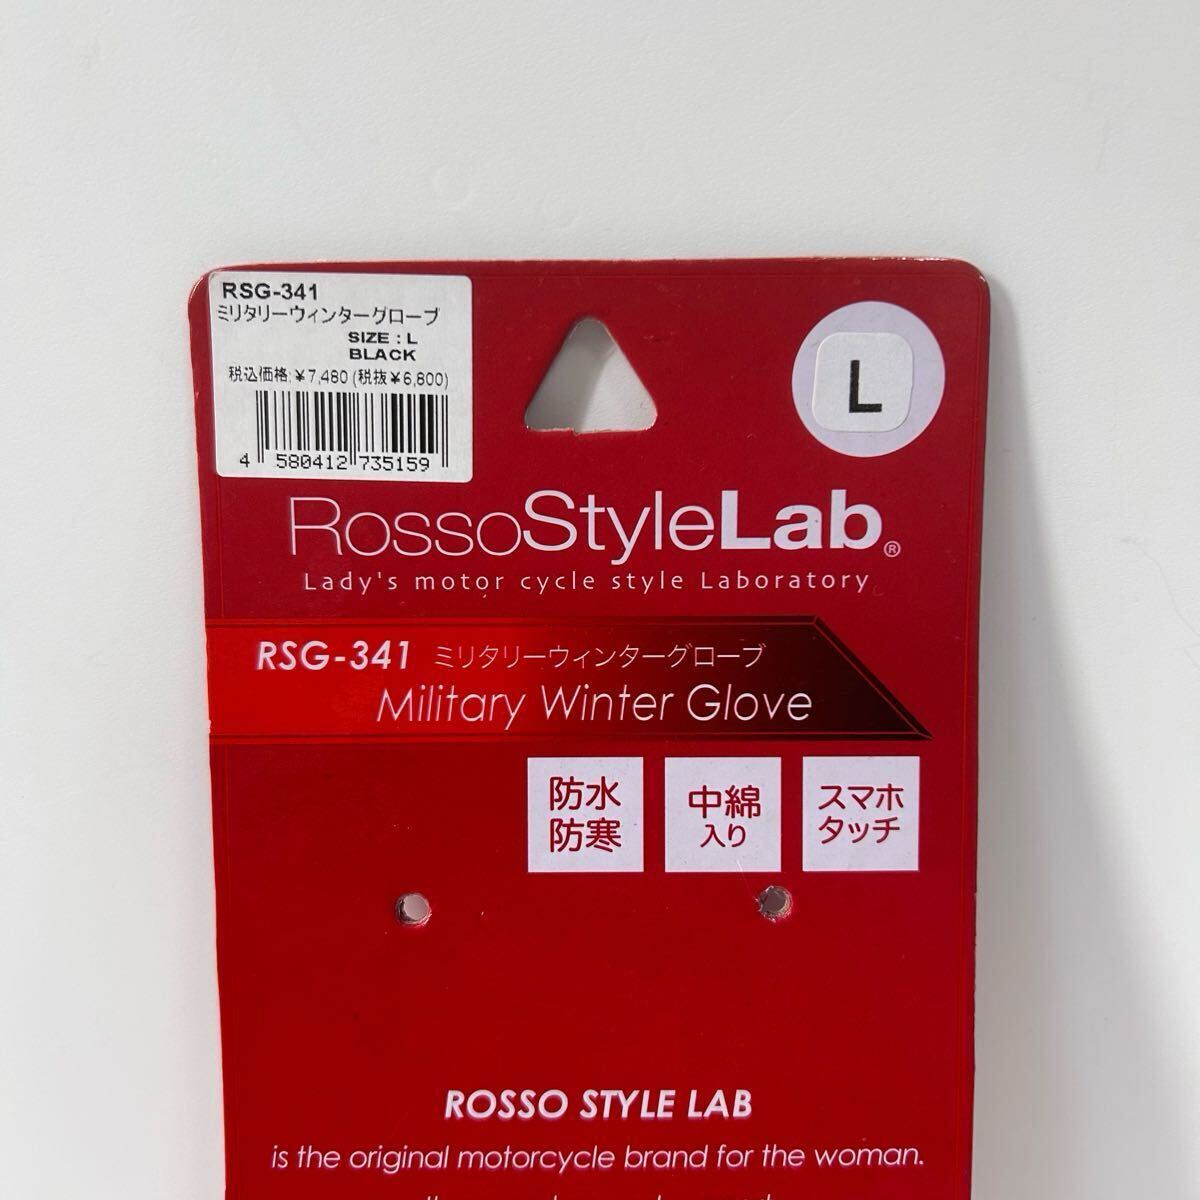 RSG-341
ミリタリーウィンターグローブ
SIZE : L
BLACK
税込価格:¥7,480(税抜¥6,800)
4 580412 735159
L
RossoStyleLab®
Lady's motor cycle style Laboratory
RSG-341 ミリタリーウィンターグローブ
Military Winter Glove
防水
防寒
中綿
入り
スマホ
タッチ
ROSSO STYLE LAB
is the original motorcycle brand for the woman.